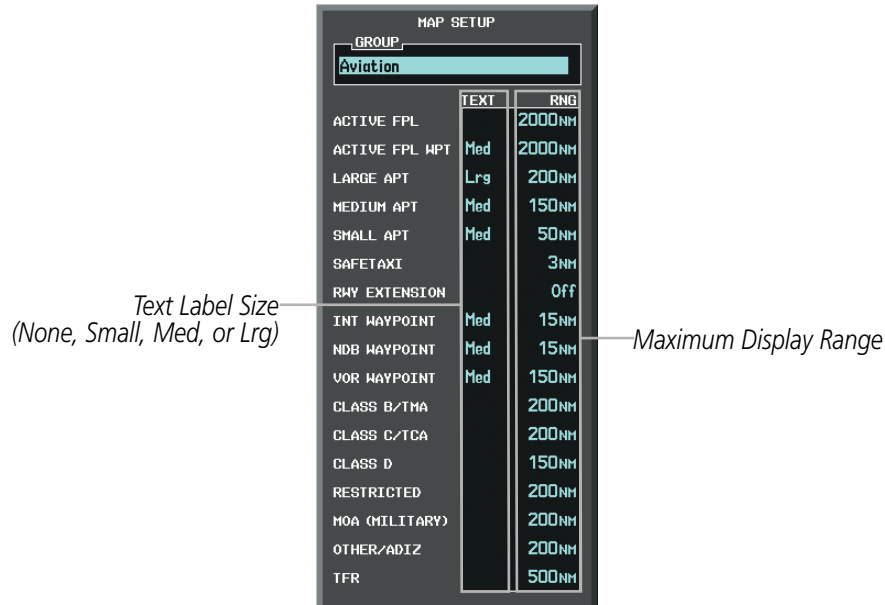 MAP SETUP
GROUP
Aviation
TEXT RNG
ACTIVE FPL 2000NM
ACTIVE FPL WPT Med 2000NM
LARGE APT Lrg 200NM
MEDIUM APT Med 150NM
SMALL APT Med 50NM
SAFETAXI 3NM
RWY EXTENSION Off
INT WAYPOINT Med 15NM
NDB WAYPOINT Med 15NM
VOR WAYPOINT Med 150NM
CLASS B/TMA 200NM
CLASS C/TCA 200NM
CLASS D 150NM
RESTRICTED 200NM
MOA (MILITARY) 200NM
OTHER/ADIZ 200NM
TFR 500NM
Text Label Size
(None, Small, Med, or Lrg)
Maximum Display Range